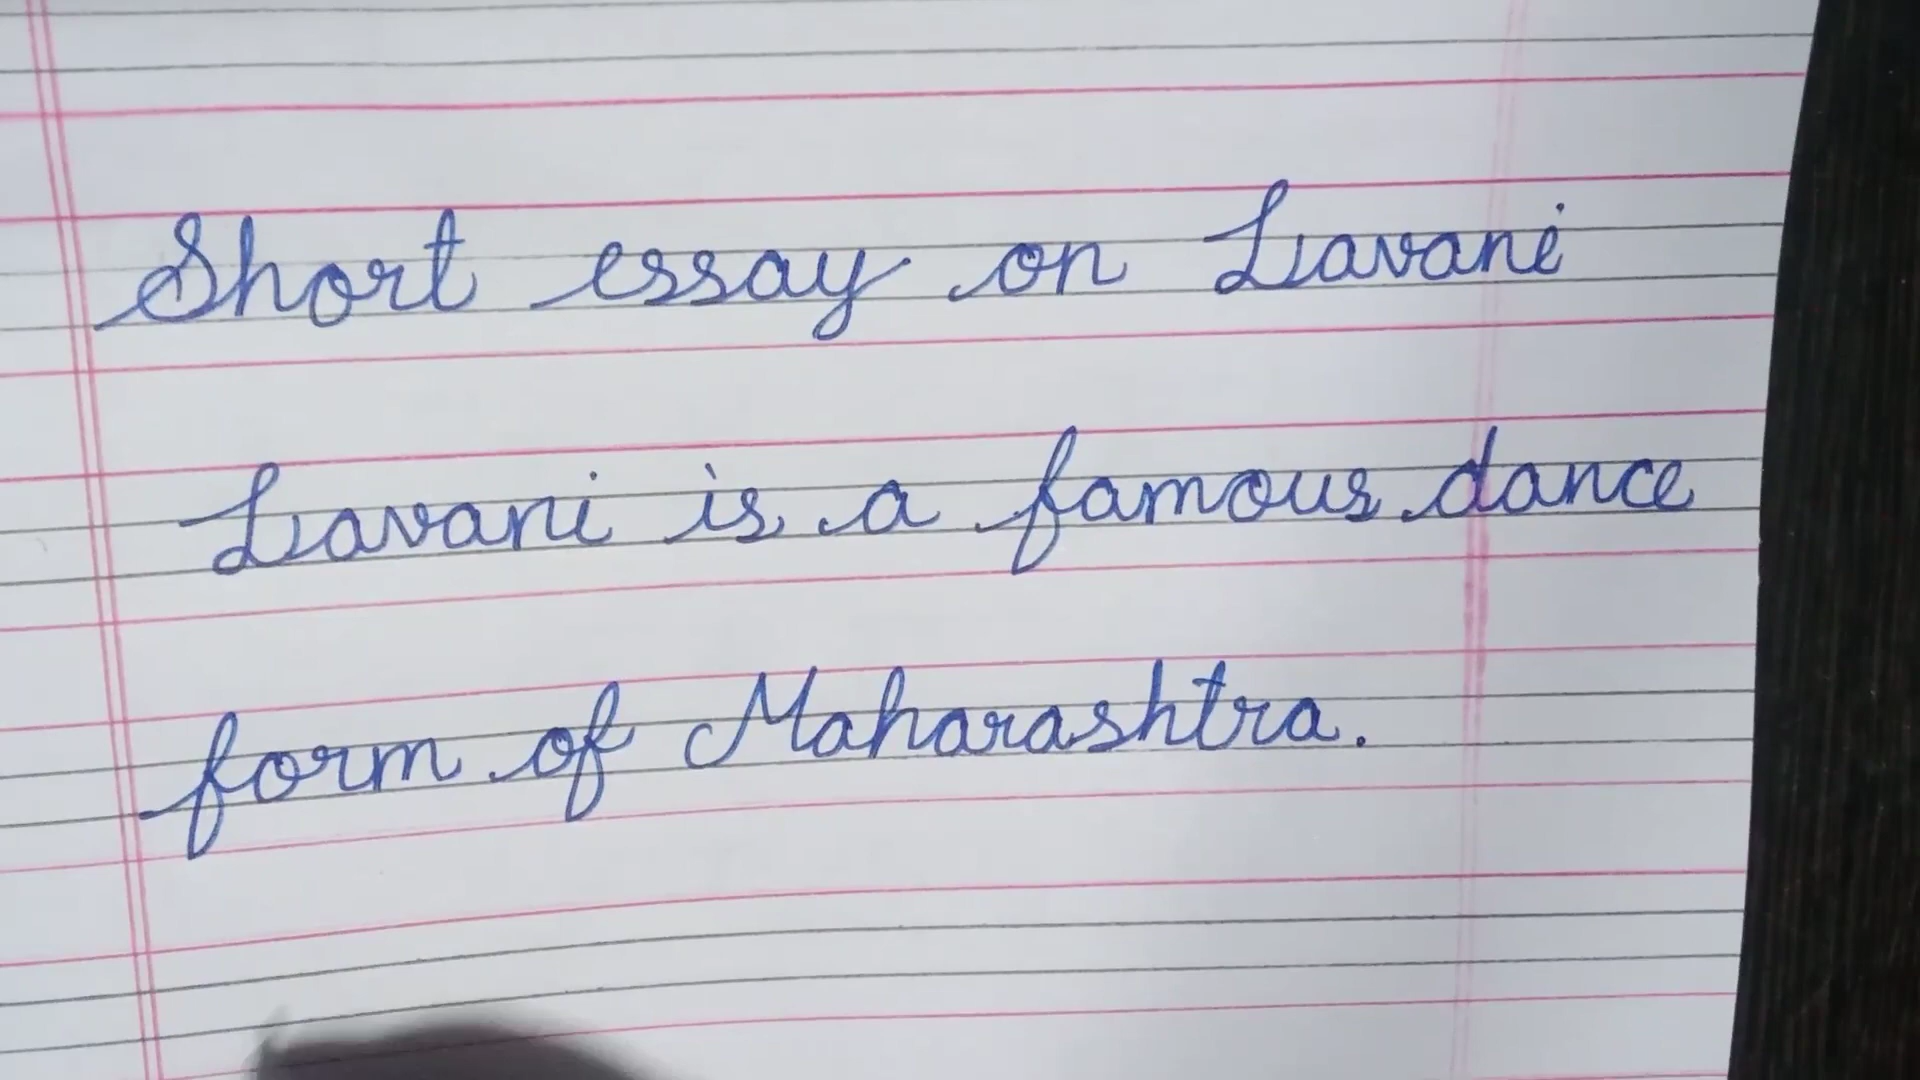 Short essay on Lavani
Lavani is a famous dance
form of Maharashtra.